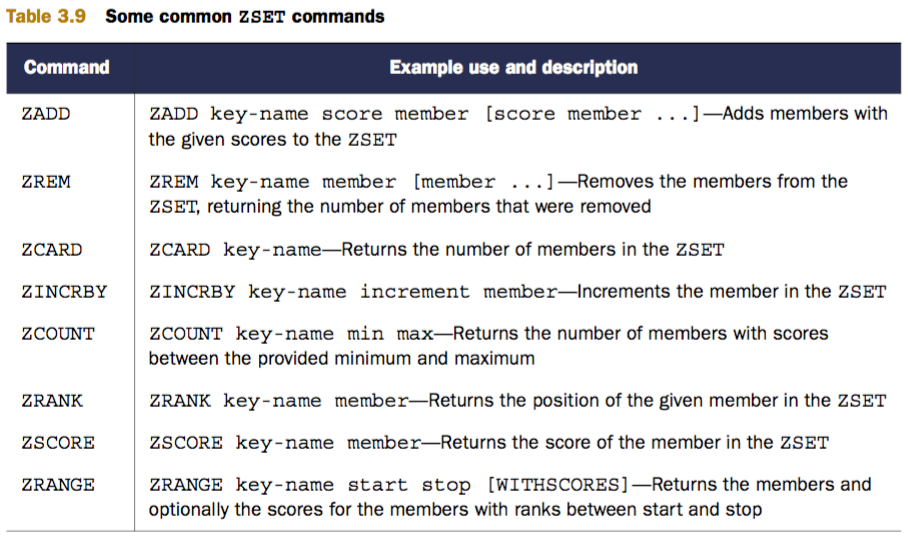 Table 3.9 Some common ZSET commands
Command Example use and description
ZADD ZADD key-name score member [score member ...]—Adds members with
the given scores to the ZSET
ZREM ZREM key-name member [member ...]—Removes the members from the
ZSET, returning the number of members that were removed
ZCARD ZCARD key-name—Returns the number of members in the ZSET
ZINCRBY ZINCRBY key-name increment member—Increments the member in the ZSET
ZCOUNT ZCOUNT key-name min max—Returns the number of members with scores
between the provided minimum and maximum
ZRANK ZRANK key-name member—Returns the position of the given member in the ZSET
ZSCORE ZSCORE key-name member—Returns the score of the member in the ZSET
ZRANGE ZRANGE key-name start stop [WITHSCORES]—Returns the members and
optionally the scores for the members with ranks between start and stop